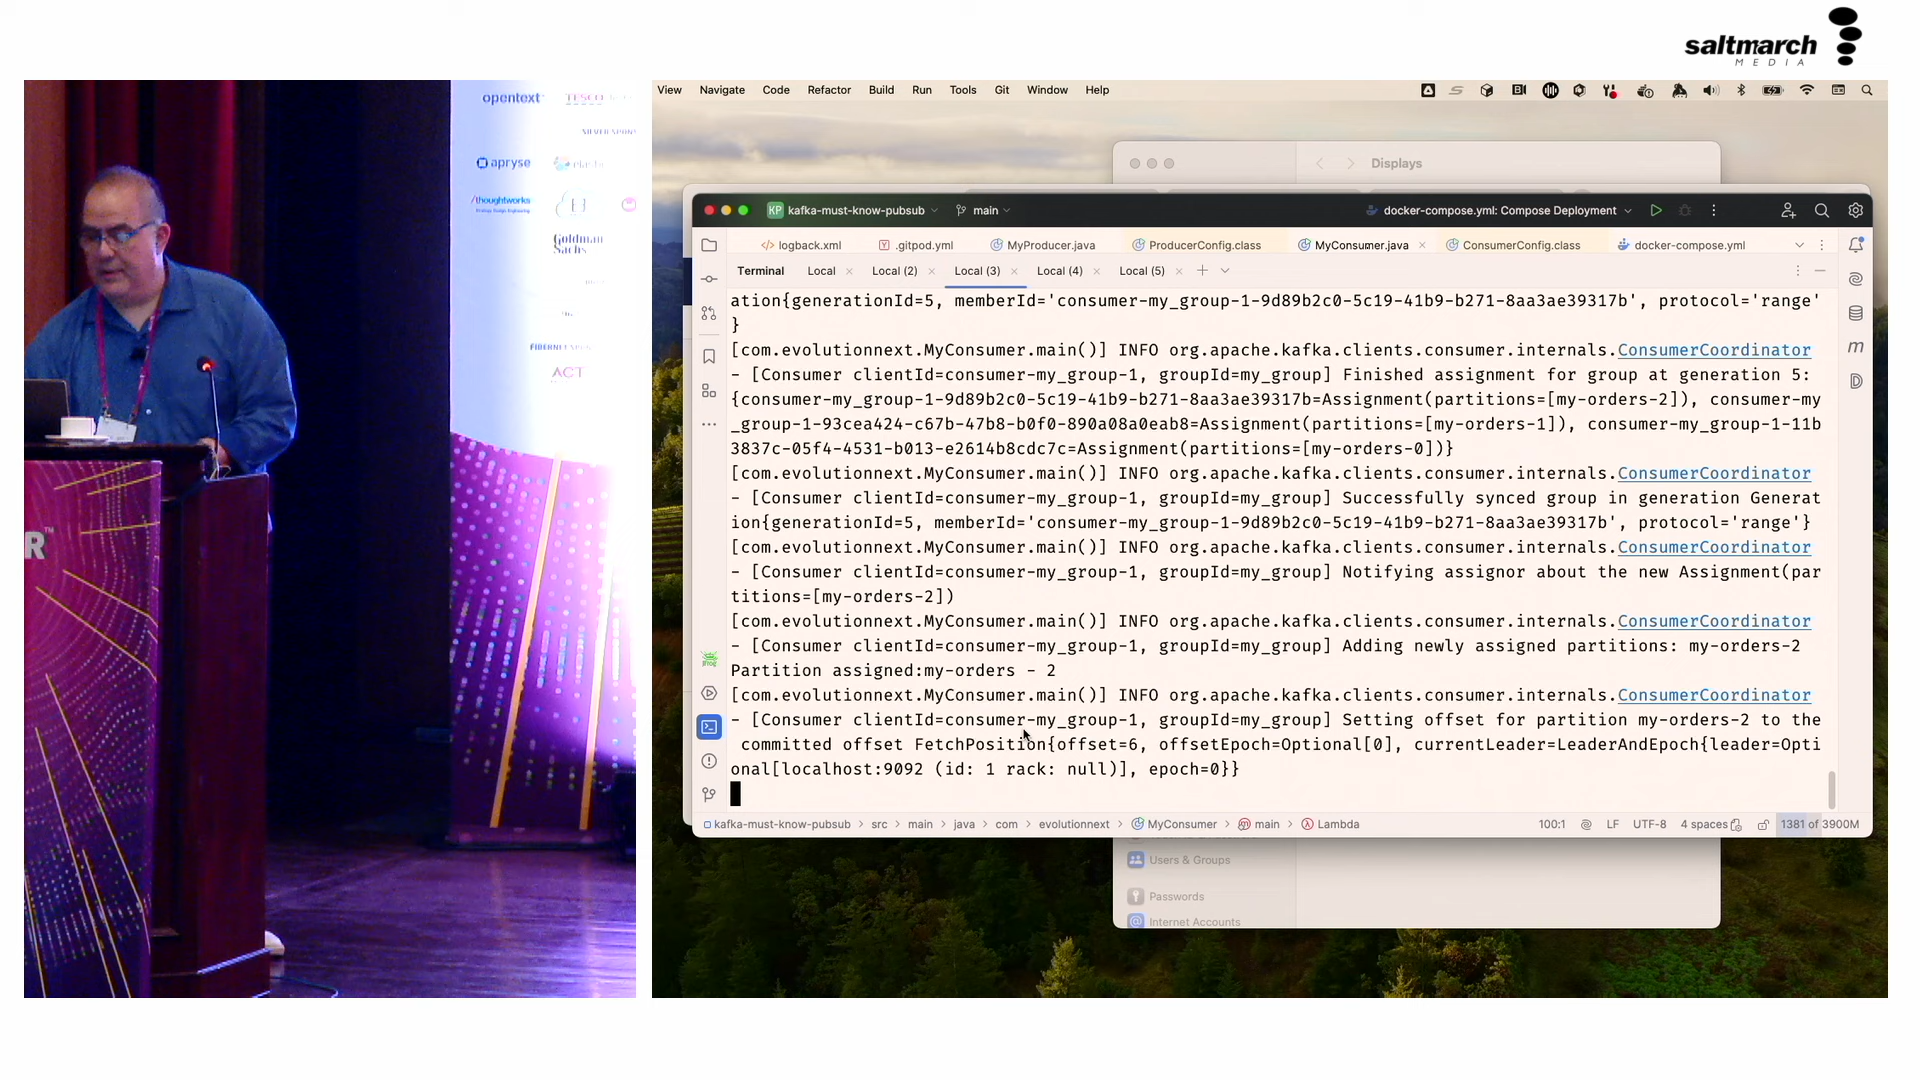 saltmarch
MEDIA
opentext
TESCO
apryse
elastic
/thoughtworks
Goldman
Sachs
ACT
R
View Navigate Code Refactor Build Run Tools Git Window Help
Displays
KP kafka-must-know-pubsub main docker-compose.yml: Compose Deployment
logback.xml .gitpod.yml MyProducer.java ProducerConfig.class MyConsumer.java ConsumerConfig.class docker-compose.yml
Terminal Local Local (2) Local (3) Local (4) Local (5)
ation{generationId=5, memberId='consumer-my_group-1-9d89b2c0-5c19-41b9-b271-8aa3ae39317b', protocol='range'
}
[com.evolutionnext.MyConsumer.main()] INFO org.apache.kafka.clients.consumer.internals.ConsumerCoordinator
- [Consumer clientId=consumer-my_group-1, groupId=my_group] Finished assignment for group at generation 5:
{consumer-my_group-1-9d89b2c0-5c19-41b9-b271-8aa3ae39317b=Assignment(partitions=[my-orders-2]), consumer-my
_group-1-93cea424-c67b-47b8-b0f0-890a08a0eab8=Assignment(partitions=[my-orders-1]), consumer-my_group-1-11b
3837c-05f4-4531-b013-e2614b8cdc7c=Assignment(partitions=[my-orders-0])}
[com.evolutionnext.MyConsumer.main()] INFO org.apache.kafka.clients.consumer.internals.ConsumerCoordinator
- [Consumer clientId=consumer-my_group-1, groupId=my_group] Successfully synced group in generation Generat
ion{generationId=5, memberId='consumer-my_group-1-9d89b2c0-5c19-41b9-b271-8aa3ae39317b', protocol='range'}
[com.evolutionnext.MyConsumer.main()] INFO org.apache.kafka.clients.consumer.internals.ConsumerCoordinator
- [Consumer clientId=consumer-my_group-1, groupId=my_group] Notifying assignor about the new Assignment(par
titions=[my-orders-2])
[com.evolutionnext.MyConsumer.main()] INFO org.apache.kafka.clients.consumer.internals.ConsumerCoordinator
- [Consumer clientId=consumer-my_group-1, groupId=my_group] Adding newly assigned partitions: my-orders-2
Partition assigned:my-orders - 2
[com.evolutionnext.MyConsumer.main()] INFO org.apache.kafka.clients.consumer.internals.ConsumerCoordinator
- [Consumer clientId=consumer-my_group-1, groupId=my_group] Setting offset for partition my-orders-2 to the
committed offset FetchPosition{offset=6, offsetEpoch=Optional[0], currentLeader=LeaderAndEpoch{leader=Opti
onal[localhost:9092 (id: 1 rack: null)], epoch=0}}
kafka-must-know-pubsub > src > main > java > com > evolutionnext > MyConsumer > main > Lambda 100:1 LF UTF-8 4 spaces 1381 of 3900M
Users & Groups
Passwords
Internet Accounts